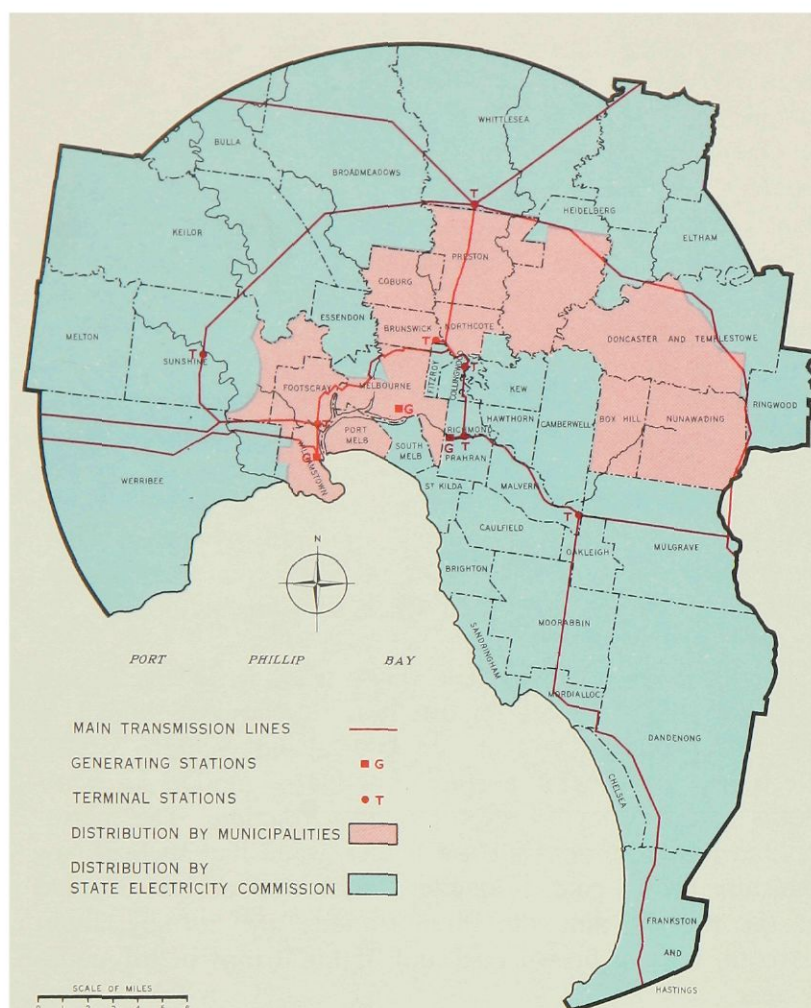 WHITTLESEA
BULLA
BROADMEADOWS
T
HEIDELBERG
KEILOR
ELTHAM
PRESTON
COBURG
ESSENDON
MELTON
BRUNSWICK
NORTHCOTE
T
DONCASTER AND TEMPLESTOWE
T
SUNSHINE
FITZROY
COLLINGWOOD
T
FOOTSCRAY
MELBOURNE
KEW
RINGWOOD
G
HAWTHORN
CAMBERWELL
BOX HILL
NUNAWADING
T
PORT
MELB
RICHMOND
G
T
SOUTH
MELB
PRAHRAN
G
WILLIAMSTOWN
WERRIBEE
ST KILDA
MALVERN
T
CAULFIELD
OAKLEIGH
MULGRAVE
N
BRIGHTON
MOORABBIN
SANDRINGHAM
PORT PHILLIP BAY
MORDIALLOC
DANDENONG
CHELSEA
MAIN TRANSMISSION LINES
GENERATING STATIONS G
TERMINAL STATIONS T
DISTRIBUTION BY MUNICIPALITIES
DISTRIBUTION BY
STATE ELECTRICITY COMMISSION
FRANKSTON
AND
HASTINGS
SCALE OF MILES